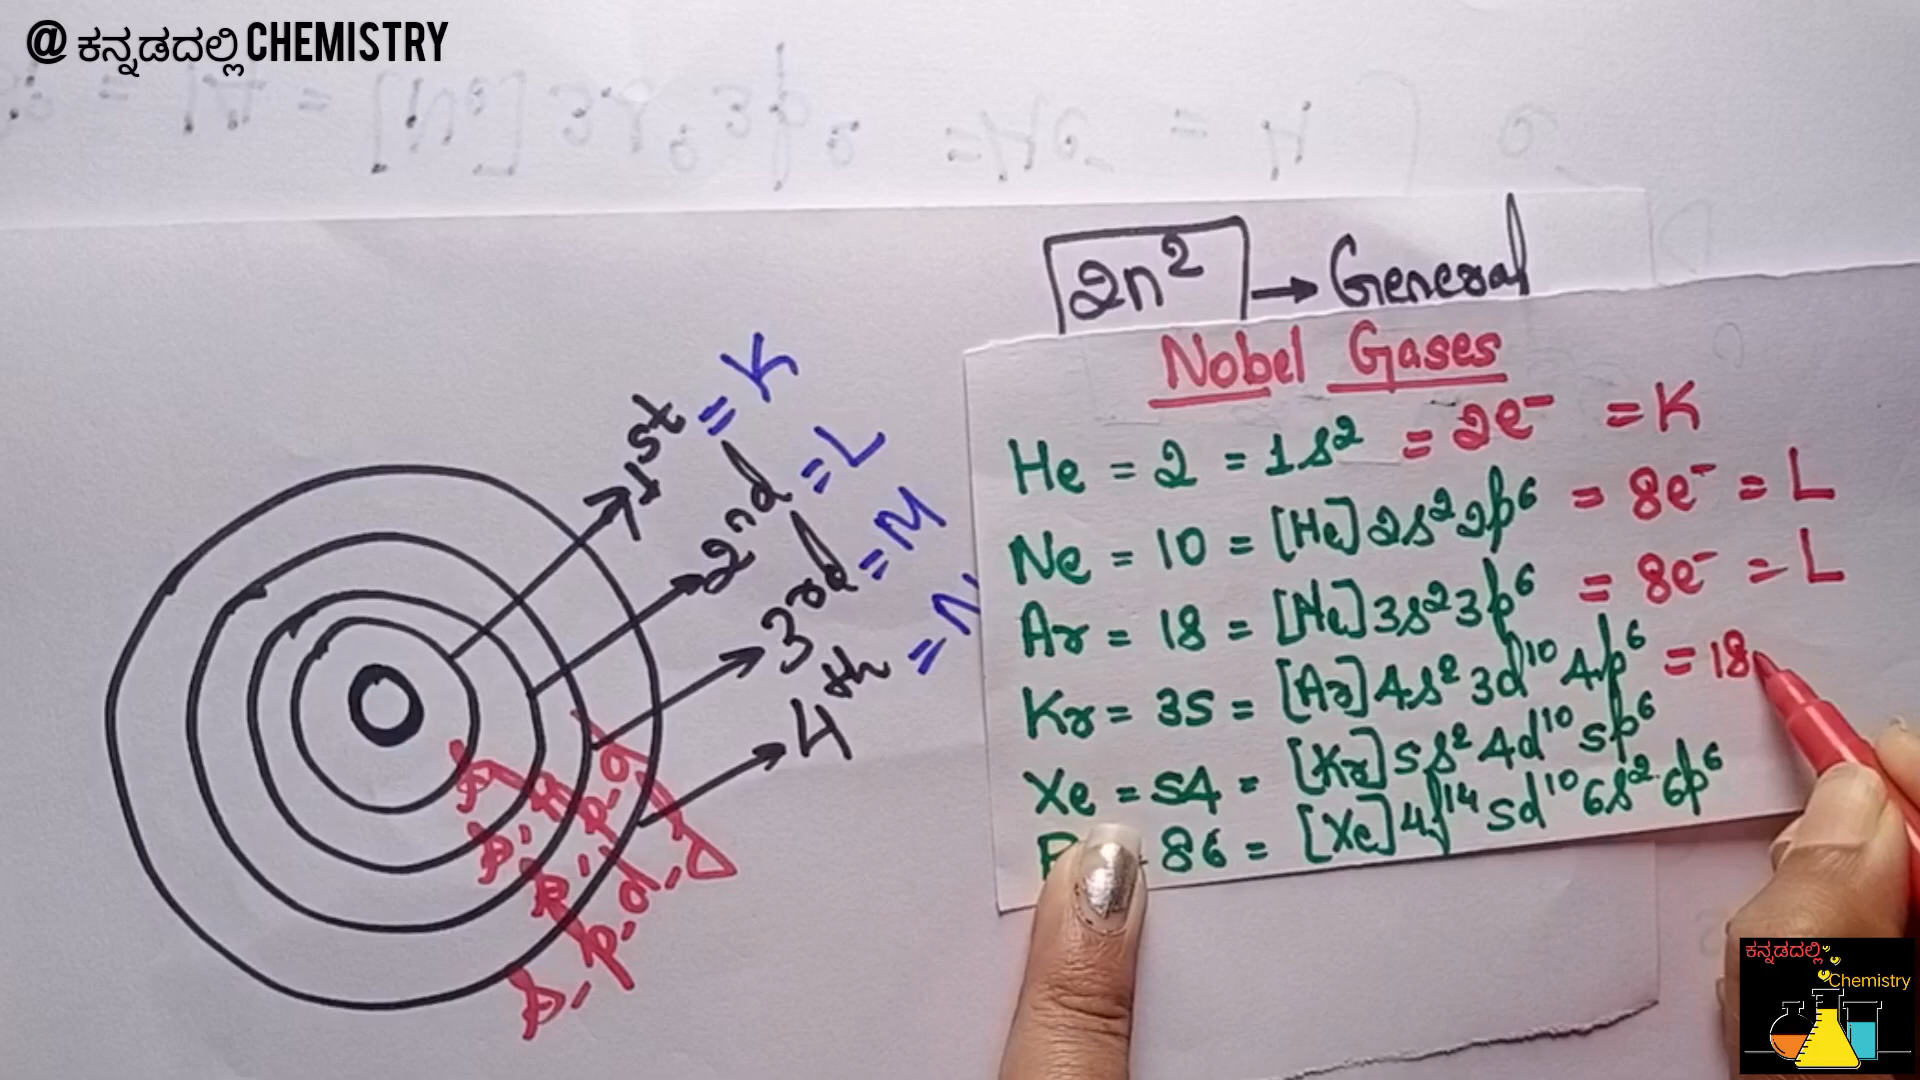 @ ಕನ್ನಡದಲ್ಲಿ CHEMISTRY
2n² → General
Nobel Gases
He = 2 = 1s² = 2e⁻ = K
Ne = 10 = [He] 2s² 2p⁶ = 8e⁻ = L
Ar = 18 = [Ne] 3s² 3p⁶ = 8e⁻ = L
Kr = 35 = [Ar] 4s² 3d¹⁰ 4p⁶ = 18
Xe = 54 = [Kr] 5s² 4d¹⁰ 5p⁶
86 = [Xe] 4f¹⁴ 5d¹⁰ 6s² 6p⁶
1st = K
2nd = L
3rd = M
4th = N
s
s, p
s, p, d
s - p - d -
ಕನ್ನಡದಲ್ಲಿ
Chemistry